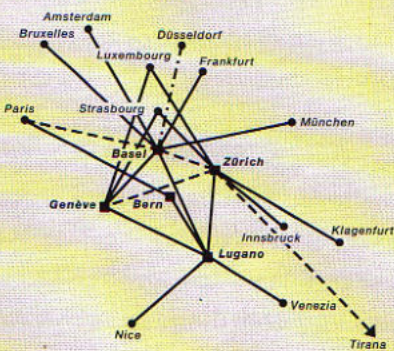 Amsterdam
Bruxelles
Düsseldorf
Luxembourg
Frankfurt
Paris
Strasbourg
München
Basel
Zürich
Genève
Bern
Klagenfurt
Innsbruck
Lugano
Venezia
Nice
Tirana